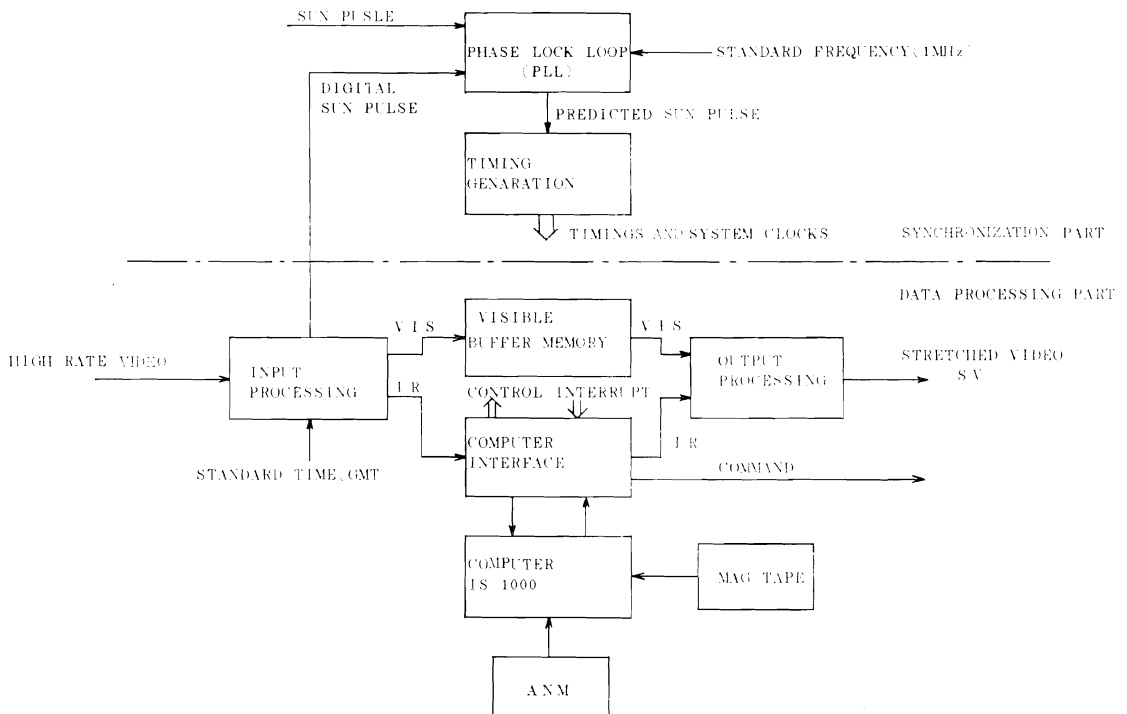 SUN PUSLE
PHASE LOCK LOOP
(PLL)
STANDARD FREQUENCY(1MHz)
DIGITAL
SUN PULSE
PREDICTED SUN PULSE
TIMING
GENARATION
TIMINGS AND SYSTEM CLOCKS
SYNCHRONIZATION PART
DATA PROCESSING PART
HIGH RATE VIDEO
INPUT
PROCESSING
VIS
VISIBLE
BUFFER MEMORY
VIS
OUTPUT
PROCESSING
STRETCHED VIDEO
SV
IR
CONTROL INTERRUPT
COMPUTER
INTERFACE
IR
COMMAND
STANDARD TIME,GMT
COMPUTER
IS 1000
MAG TAPE
ANM